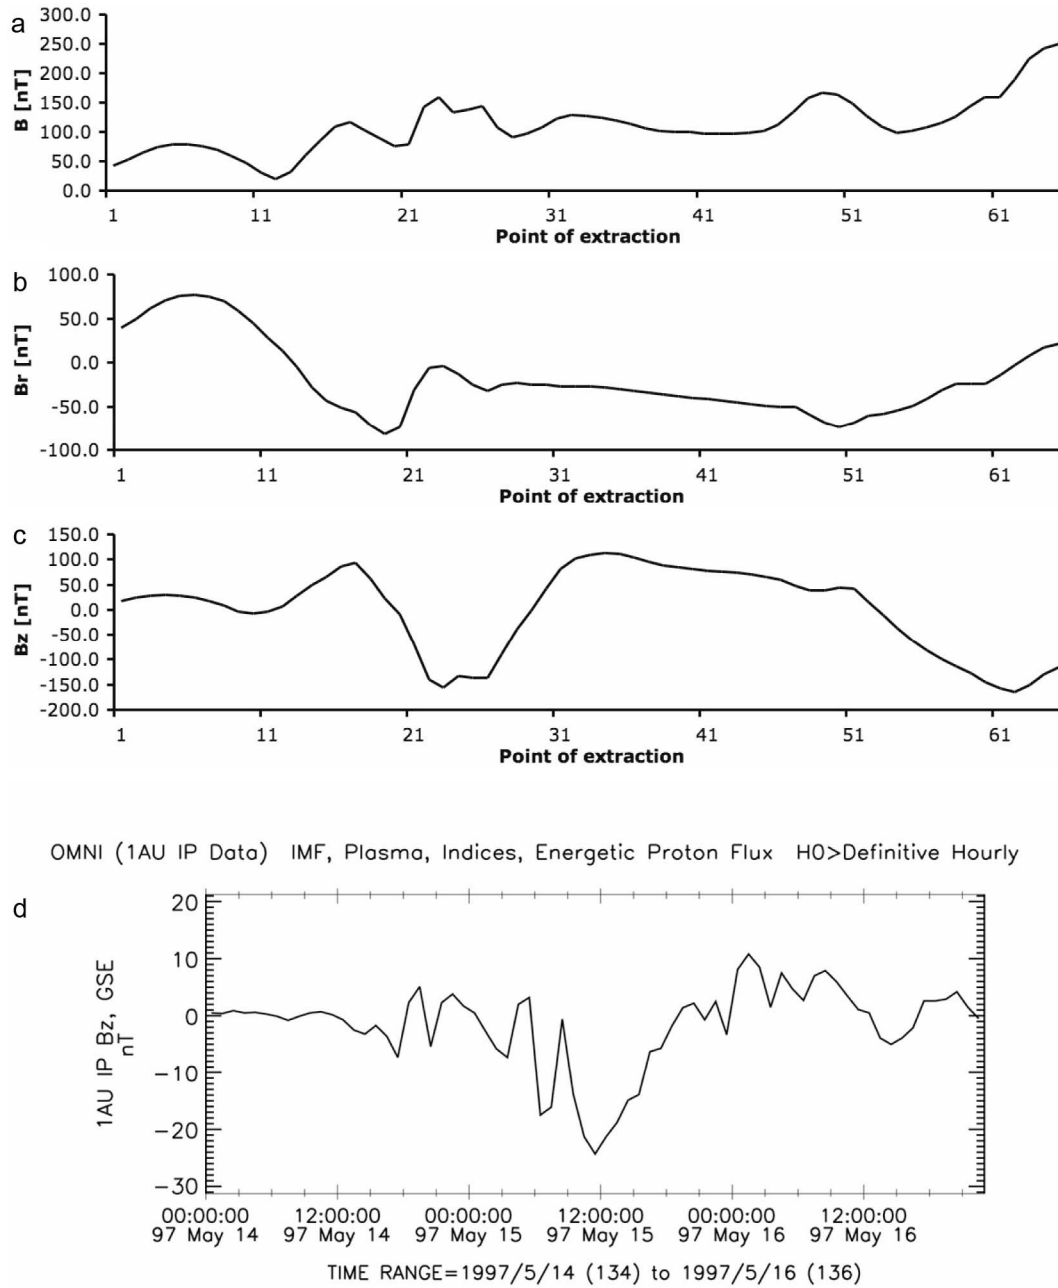 a
300.0
250.0
200.0
150.0
100.0
50.0
0.0
B [nT]
1 11 21 31 41 51 61
Point of extraction
b
100.0
50.0
0.0
-50.0
-100.0
Br [nT]
1 11 21 31 41 51 61
Point of extraction
c
150.0
100.0
50.0
0.0
-50.0
-100.0
-150.0
-200.0
Bz [nT]
1 11 21 31 41 51 61
Point of extraction
OMNI (1AU IP Data) IMF, Plasma, Indices, Energetic Proton Flux H0>Definitive Hourly
d
20
10
0
-10
-20
-30
1AU IP Bz, GSE
nT
00:00:00 12:00:00 00:00:00 12:00:00 00:00:00 12:00:00
97 May 14 97 May 14 97 May 15 97 May 15 97 May 16 97 May 16
TIME RANGE=1997/5/14 (134) to 1997/5/16 (136)